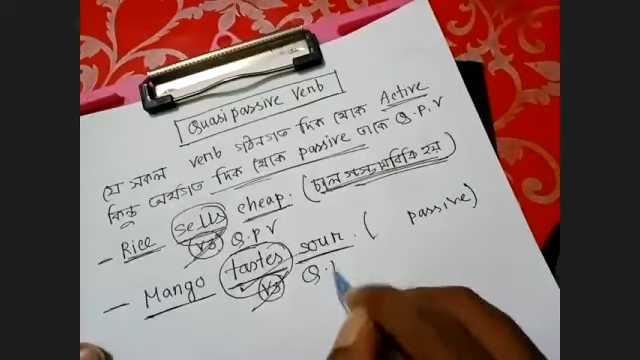 Quasi passive verb
যে সকল verb গঠনগত দিক থেকে Active
কিন্তু অর্থগত দিক থেকে passive তাকে Q.P.V
– Rice sells cheap. (চাল সস্তায় বিক্রি হয়)
V3 Q.P.V
– Mango tastes sour. ( passive)
V3 Q.